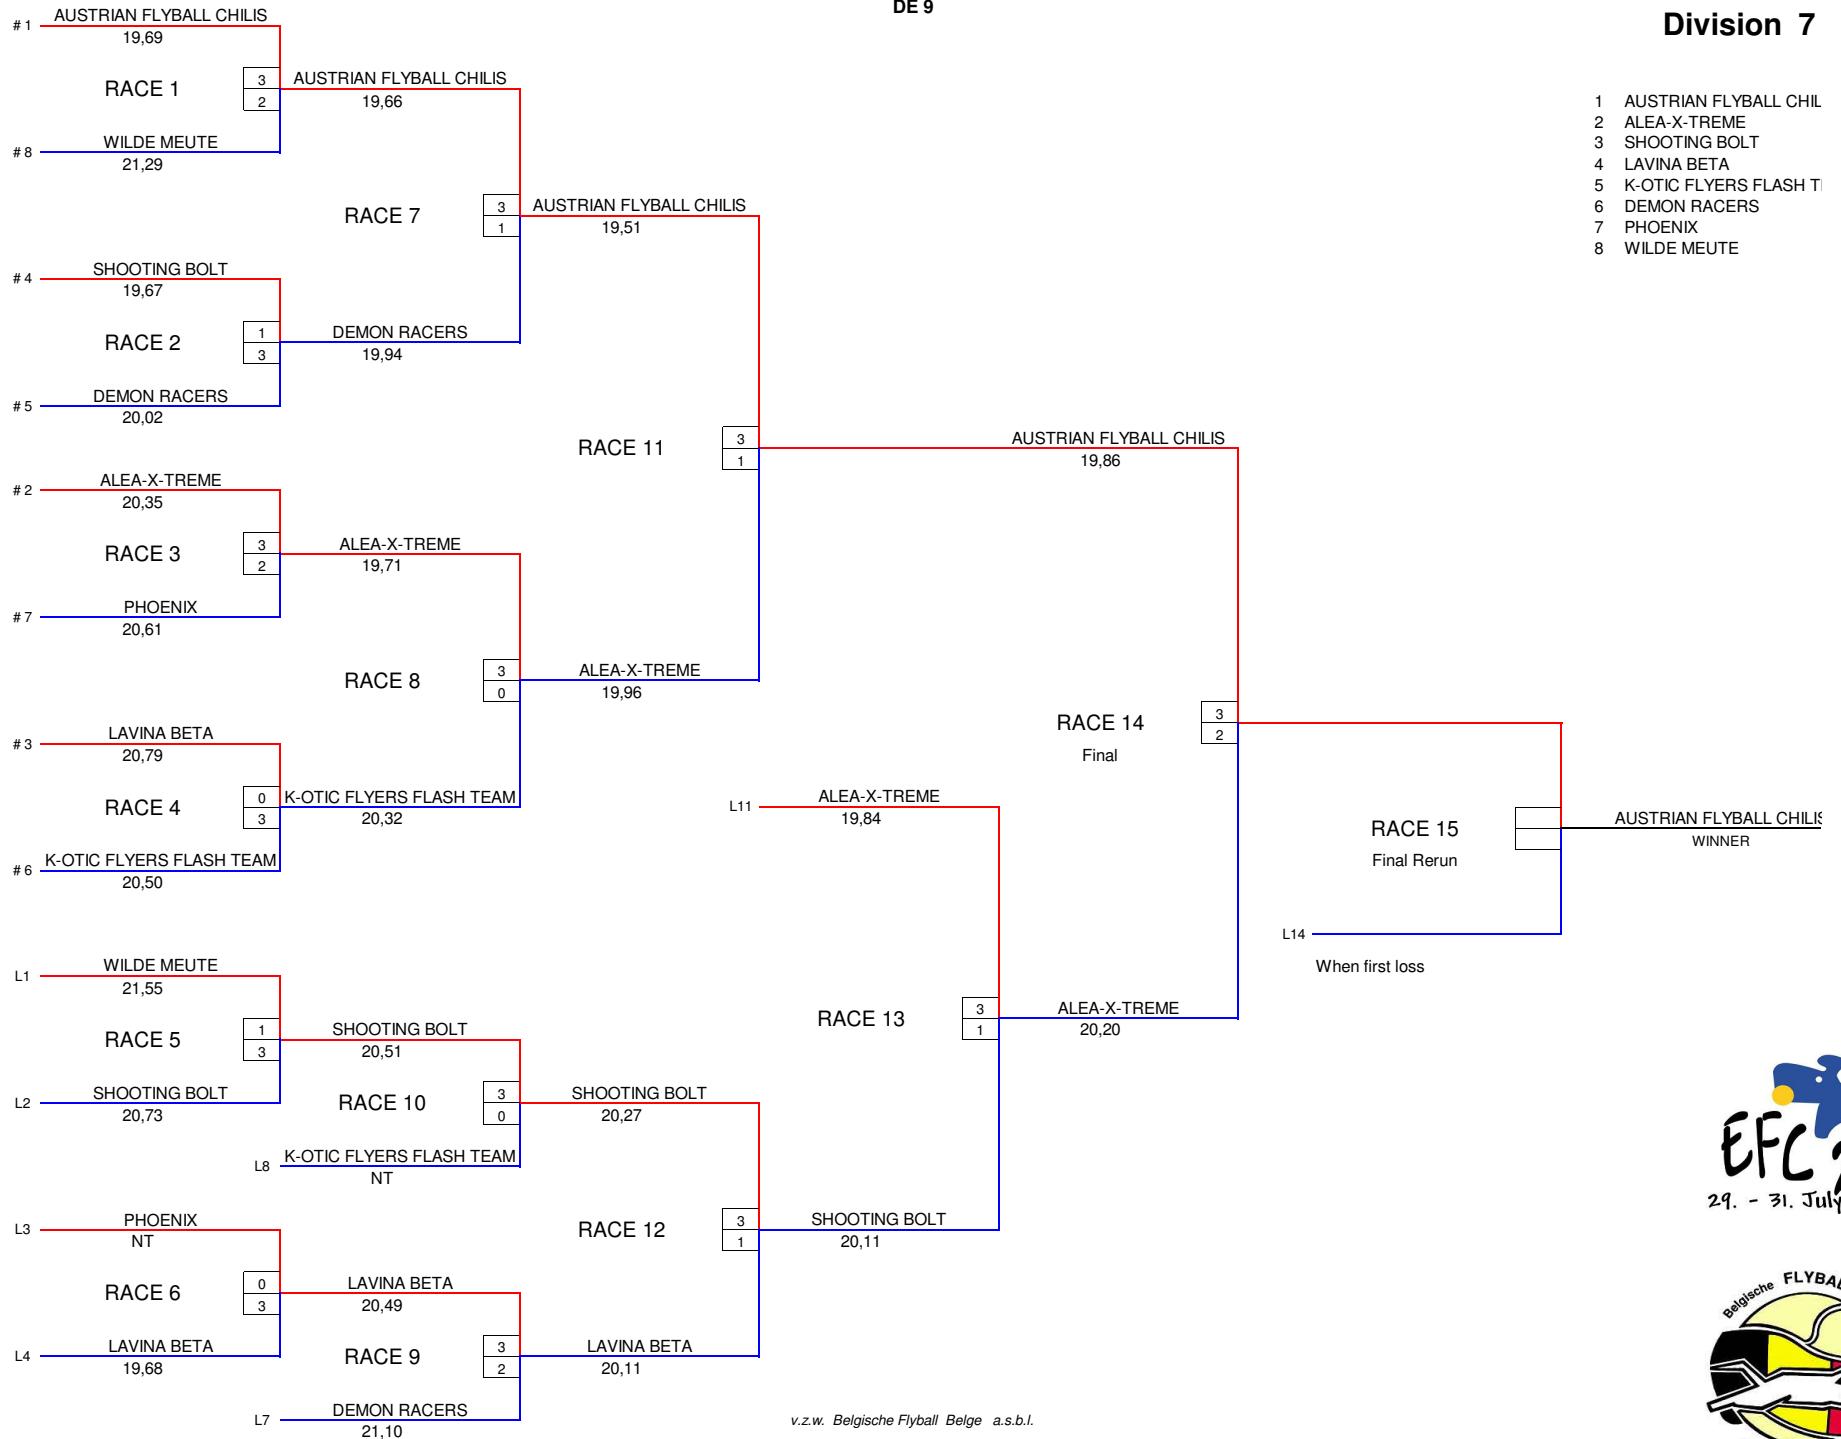 DE 9
Division 7
1 AUSTRIAN FLYBALL CHIL
2 ALEA-X-TREME
3 SHOOTING BOLT
4 LAVINA BETA
5 K-OTIC FLYERS FLASH T
6 DEMON RACERS
7 PHOENIX
8 WILDE MEUTE
# 1 AUSTRIAN FLYBALL CHILIS
19,69
RACE 1 3 2
AUSTRIAN FLYBALL CHILIS
19,66
# 8 WILDE MEUTE
21,29
RACE 7 3 1
AUSTRIAN FLYBALL CHILIS
19,51
# 4 SHOOTING BOLT
19,67
RACE 2 1 3
DEMON RACERS
19,94
# 5 DEMON RACERS
20,02
RACE 11 3 1
AUSTRIAN FLYBALL CHILIS
19,86
# 2 ALEA-X-TREME
20,35
RACE 3 3 2
ALEA-X-TREME
19,71
# 7 PHOENIX
20,61
RACE 8 3 0
ALEA-X-TREME
19,96
# 3 LAVINA BETA
20,79
RACE 4 0 3
K-OTIC FLYERS FLASH TEAM
20,32
# 6 K-OTIC FLYERS FLASH TEAM
20,50
RACE 14 3 2
Final
L11 ALEA-X-TREME
19,84
RACE 15
Final Rerun
AUSTRIAN FLYBALL CHILIS
WINNER
L14
When first loss
L1 WILDE MEUTE
21,55
RACE 5 1 3
SHOOTING BOLT
20,51
L2 SHOOTING BOLT
20,73
RACE 10 3 0
SHOOTING BOLT
20,27
L8 K-OTIC FLYERS FLASH TEAM
NT
RACE 13 3 1
ALEA-X-TREME
20,20
L3 PHOENIX
NT
RACE 12 3 1
SHOOTING BOLT
20,11
RACE 6 0 3
LAVINA BETA
20,49
L4 LAVINA BETA
19,68
RACE 9 3 2
LAVINA BETA
20,11
L7 DEMON RACERS
21,10
v.z.w. Belgische Flyball Belge a.s.b.l.
EFC
29. - 31. July
Belgische FLYBA